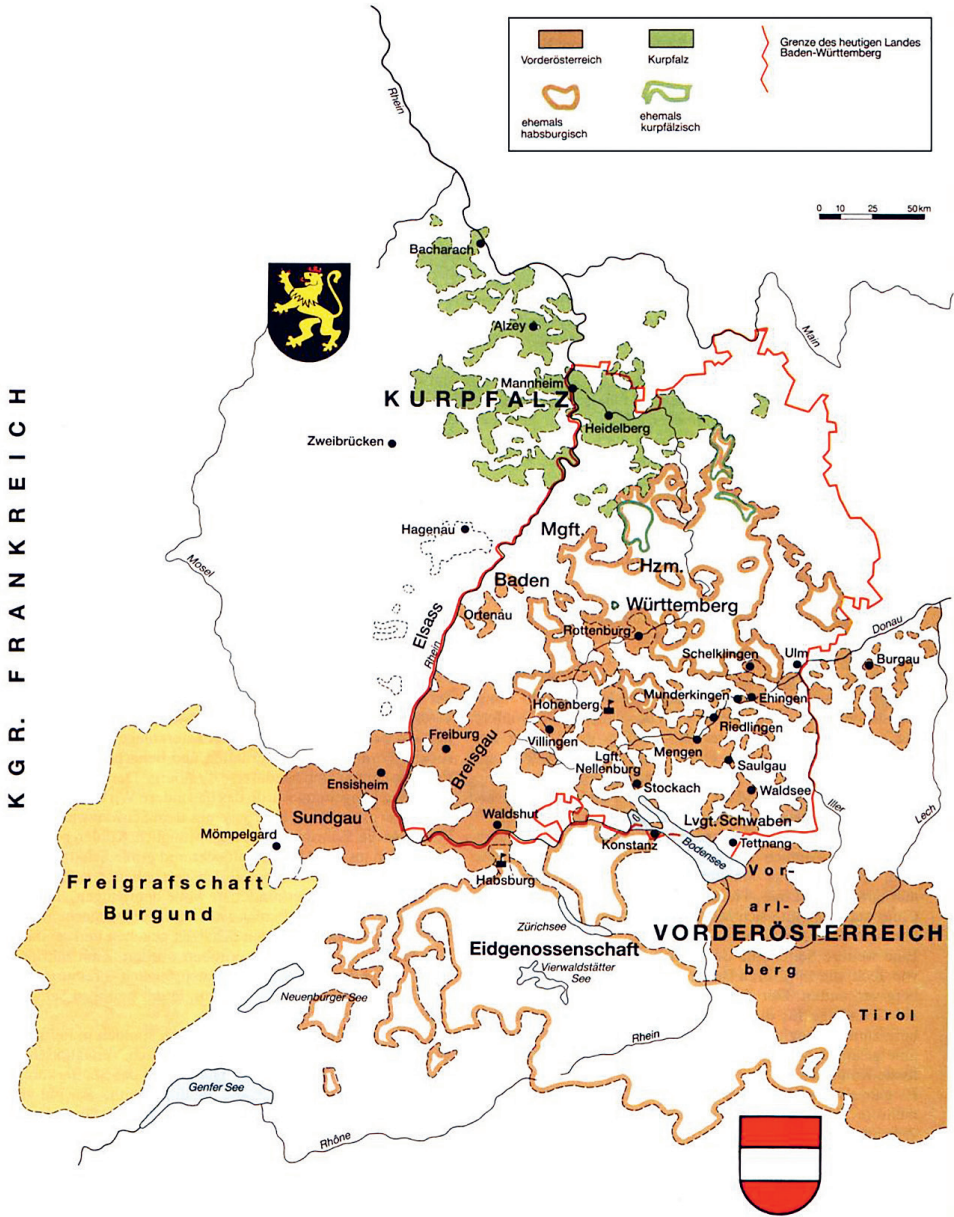 Vorderösterreich
Kurpfalz
Grenze des heutigen Landes
Baden-Württemberg
ehemals
habsburgisch
ehemals
kurpfälzisch
0 10 25 50 km
Rhein
Bacharach
Alzey
Main
Mannheim
KURPFALZ
Heidelberg
Zweibrücken
KGR. FRANKREICH
Hagenau
Mgft.
Mosel
Hzm.
Baden
Württemberg
Ortenau
Elsass
Rhein
Rottenburg
Donau
Schelklingen
Ulm
Burgau
Munderkingen
Ehingen
Hohenberg
Riedlingen
Freiburg
Villingen
Mengen
Breisgau
Lgft.
Nellenburg
Saulgau
Ensisheim
Stockach
Waldsee
Iller
Lech
Sundgau
Waldshut
Lvgt. Schwaben
Mömpelgard
Konstanz
Bodensee
Tettnang
Habsburg
Vor-
arl-
berg
Freigrafschaft
Burgund
Zürichsee
VORDERÖSTERREICH
Eidgenossenschaft
Vierwaldstätter
See
Neuenburger See
Tirol
Rhein
Genfer See
Rhône